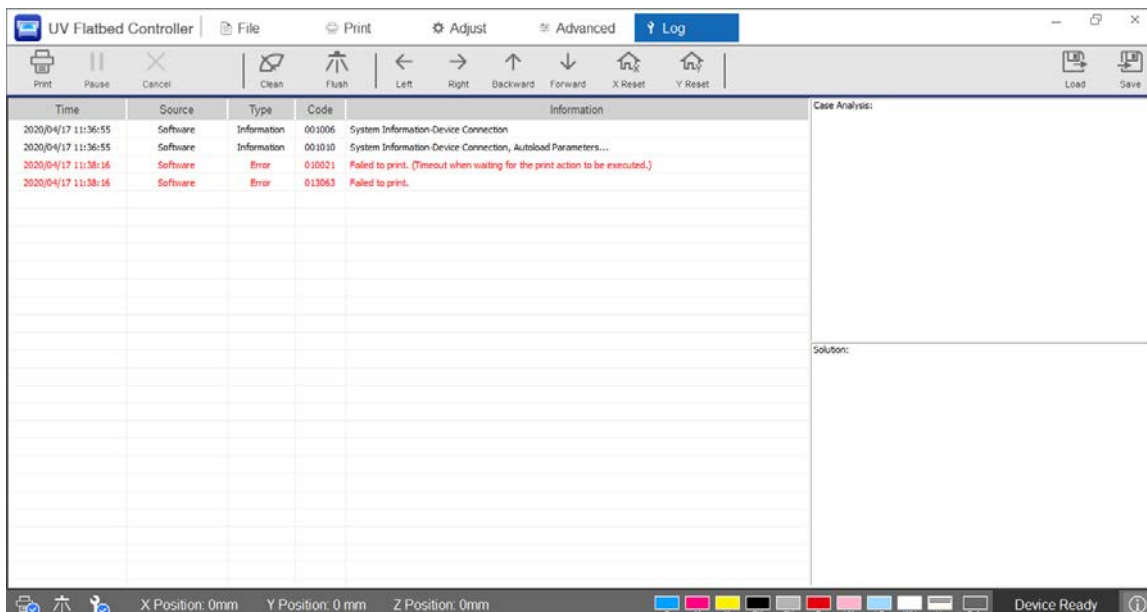 UV Flatbed Controller File Print Adjust Advanced Log
Print Pause Cancel Clean Flush Left Right Backward Forward X Reset Y Reset Load Save
Time Source Type Code Information Case Analysis:
2020/04/17 11:36:55 Software Information 001006 System Information-Device Connection
2020/04/17 11:36:55 Software Information 001010 System Information-Device Connection, Autoload Parameters...
2020/04/17 11:38:16 Software Error 010021 Failed to print. (Timeout when waiting for the print action to be executed.)
2020/04/17 11:38:16 Software Error 013063 Failed to print.
Solution:
X Position: 0mm Y Position: 0 mm Z Position: 0mm Device Ready